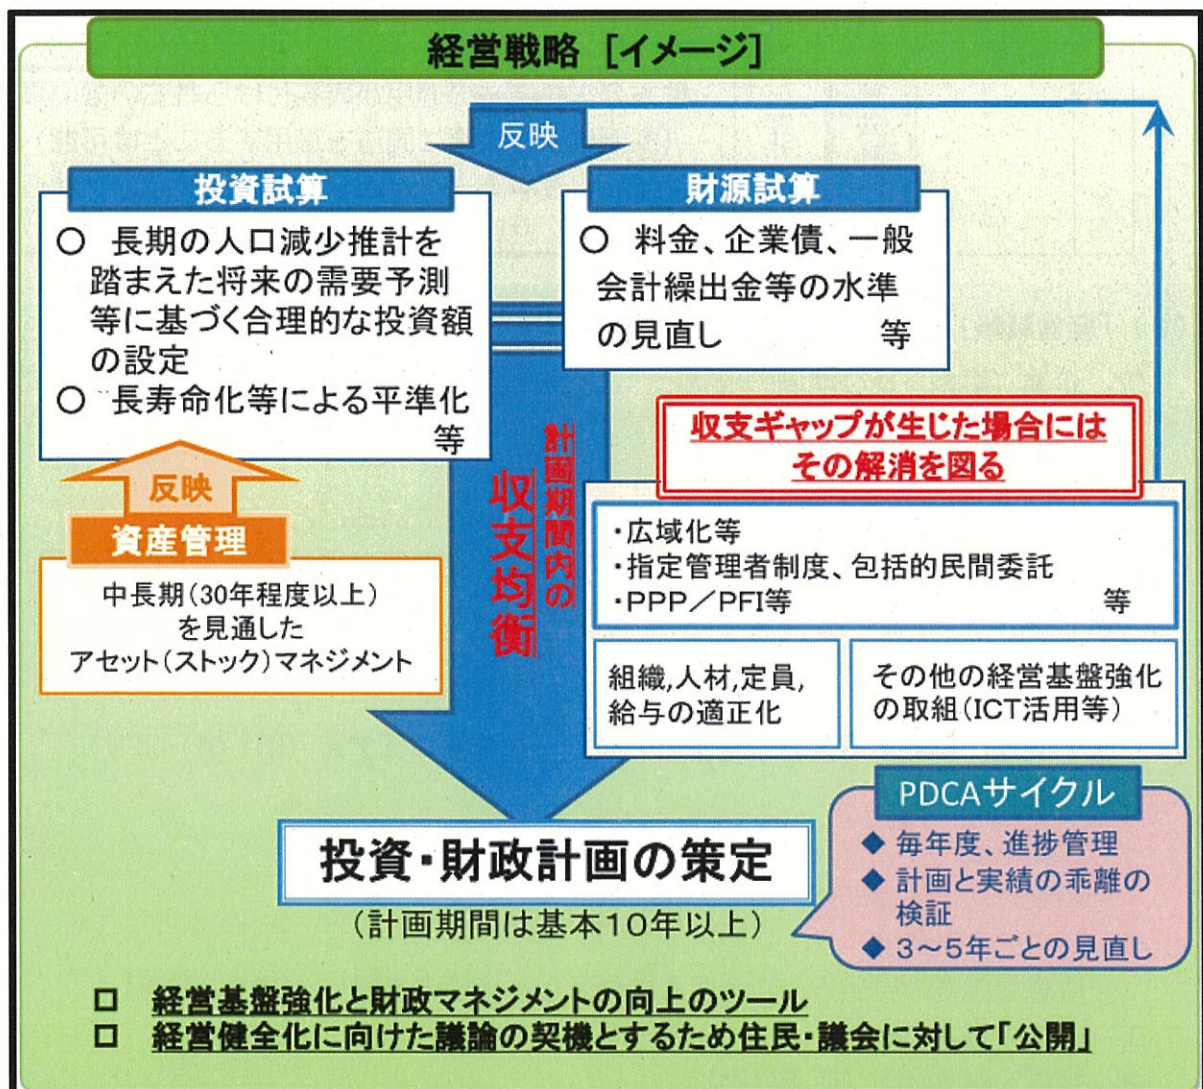 経営戦略 [イメージ]
反映
投資試算
○ 長期の人口減少推計を
踏まえた将来の需要予測
等に基づく合理的な投資額
の設定
○ 長寿命化等による平準化
等
財源試算
○ 料金、企業債、一般
会計繰出金等の水準
の見直し 等
反映
資産管理
中長期(30年程度以上)
を見通した
アセット(ストック)マネジメント
計画期間内の
収支均衡
収支ギャップが生じた場合には
その解消を図る
・広域化等
・指定管理者制度、包括的民間委託
・PPP/PFI等 等
組織,人材,定員,
給与の適正化
その他の経営基盤強化
の取組(ICT活用等)
投資・財政計画の策定
(計画期間は基本10年以上)
PDCAサイクル
◆ 毎年度、進捗管理
◆ 計画と実績の乖離の
検証
◆ 3~5年ごとの見直し
□ 経営基盤強化と財政マネジメントの向上のツール
□ 経営健全化に向けた議論の契機とするため住民・議会に対して「公開」